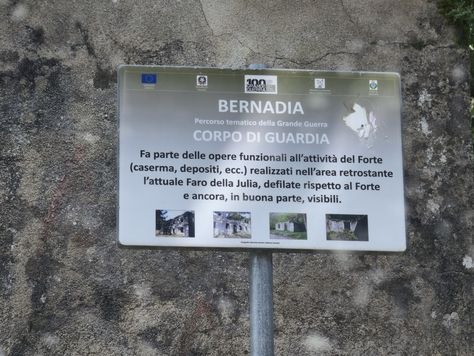 100
BERNADIA
Percorso tematico della Grande Guerra
CORPO DI GUARDIA
Fa parte delle opere funzionali all'attività del Forte
(caserma, depositi, ecc.) realizzati nell'area retrostante
l'attuale Faro della Julia, defilate rispetto al Forte
e ancora, in buona parte, visibili.